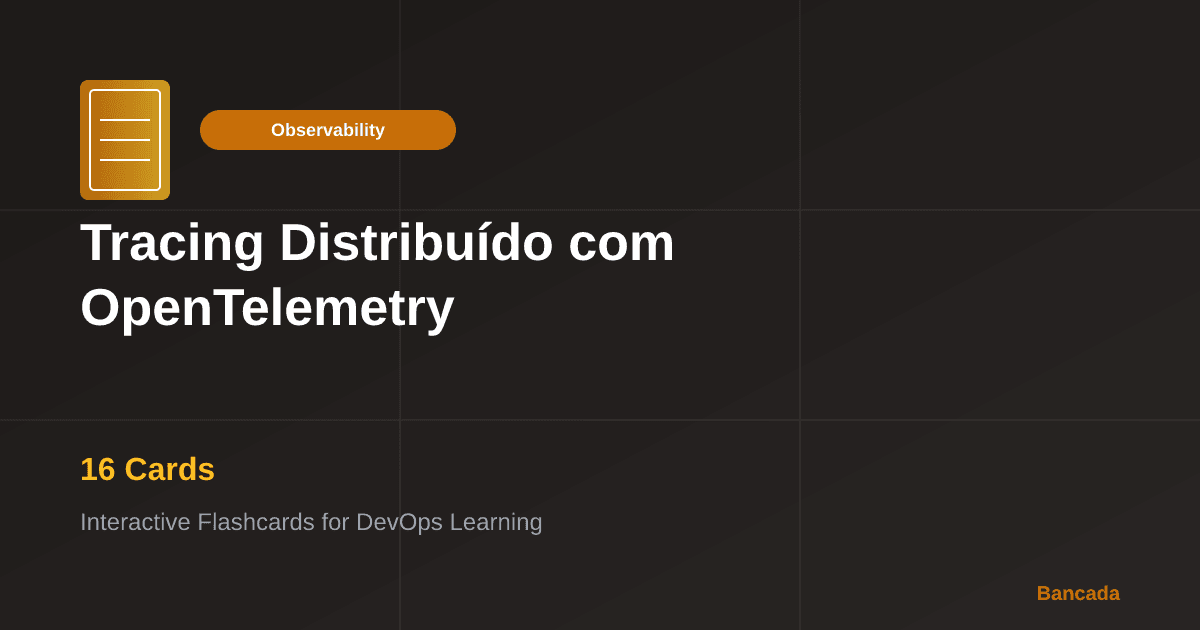 Observability
Tracing Distribuído com
OpenTelemetry
16 Cards
Interactive Flashcards for DevOps Learning
Bancada